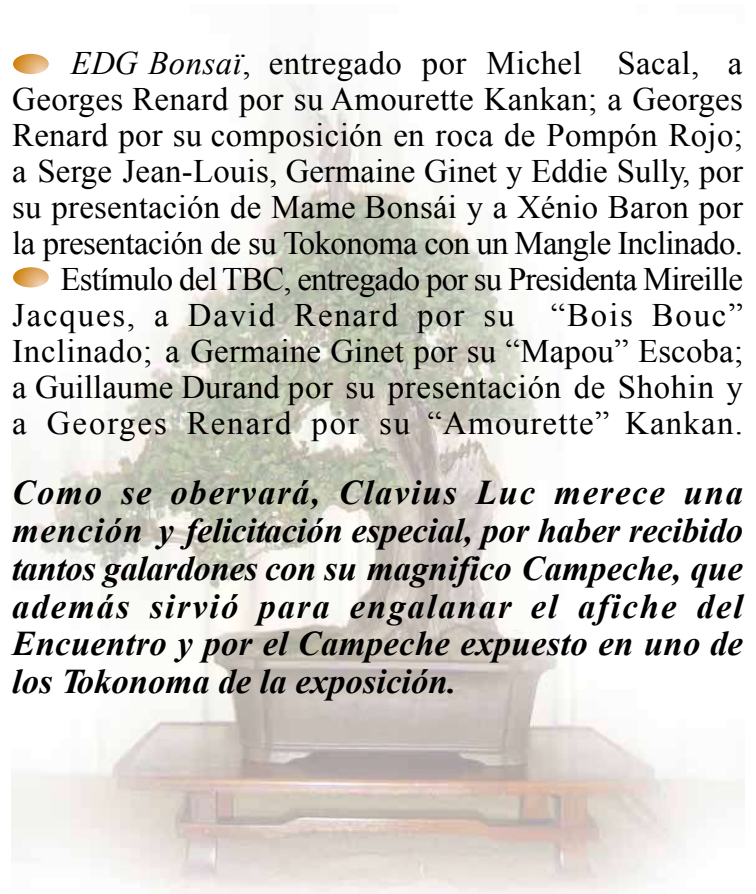 EDG Bonsaï, entregado por Michel Sacal, a
Georges Renard por su Amourette Kankan; a Georges
Renard por su composición en roca de Pompón Rojo;
a Serge Jean-Louis, Germaine Ginet y Eddie Sully, por
su presentación de Mame Bonsái y a Xénio Baron por
la presentación de su Tokonoma con un Mangle Inclinado.
Estímulo del TBC, entregado por su Presidenta Mireille
Jacques, a David Renard por su “Bois Bouc”
Inclinado; a Germaine Ginet por su “Mapou” Escoba;
a Guillaume Durand por su presentación de Shohin y
a Georges Renard por su “Amourette” Kankan.
Como se obervará, Clavius Luc merece una
mención y felicitación especial, por haber recibido
tantos galardones con su magnifico Campeche, que
además sirvió para engalanar el afiche del
Encuentro y por el Campeche expuesto en uno de
los Tokonoma de la exposición.